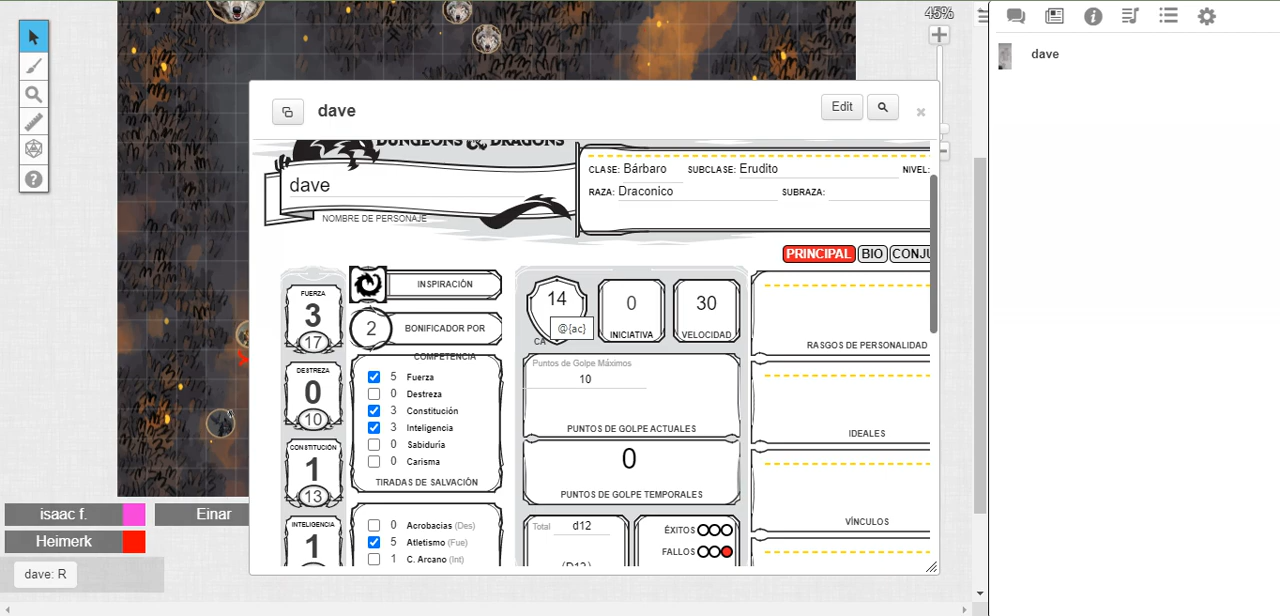 45%
dave
Edit
dave
DUNGEONS & DRAGONS
dave
NOMBRE DE PERSONAJE
CLASE: Bárbaro SUBCLASE: Erudito NIVEL:
RAZA: Draconico SUBRAZA:
PRINCIPAL BIO CONJU
FUERZA
3
17
DESTREZA
0
10
CONSTITUCIÓN
1
13
INTELIGENCIA
1
INSPIRACIÓN
2 BONIFICADOR POR
COMPETENCIA
5 Fuerza
0 Destreza
3 Constitución
3 Inteligencia
0 Sabiduría
0 Carisma
TIRADAS DE SALVACIÓN
0 Acrobacias (Des)
5 Atletismo (Fue)
1 C. Arcano (Int)
14
@{ac}
CA
0
INICIATIVA
30
VELOCIDAD
Puntos de Golpe Máximos
10
PUNTOS DE GOLPE ACTUALES
0
PUNTOS DE GOLPE TEMPORALES
Total d12
(D12)
ÉXITOS
FALLOS
RASGOS DE PERSONALIDAD
IDEALES
VÍNCULOS
isaac f.
Einar
Heimerk
dave: R